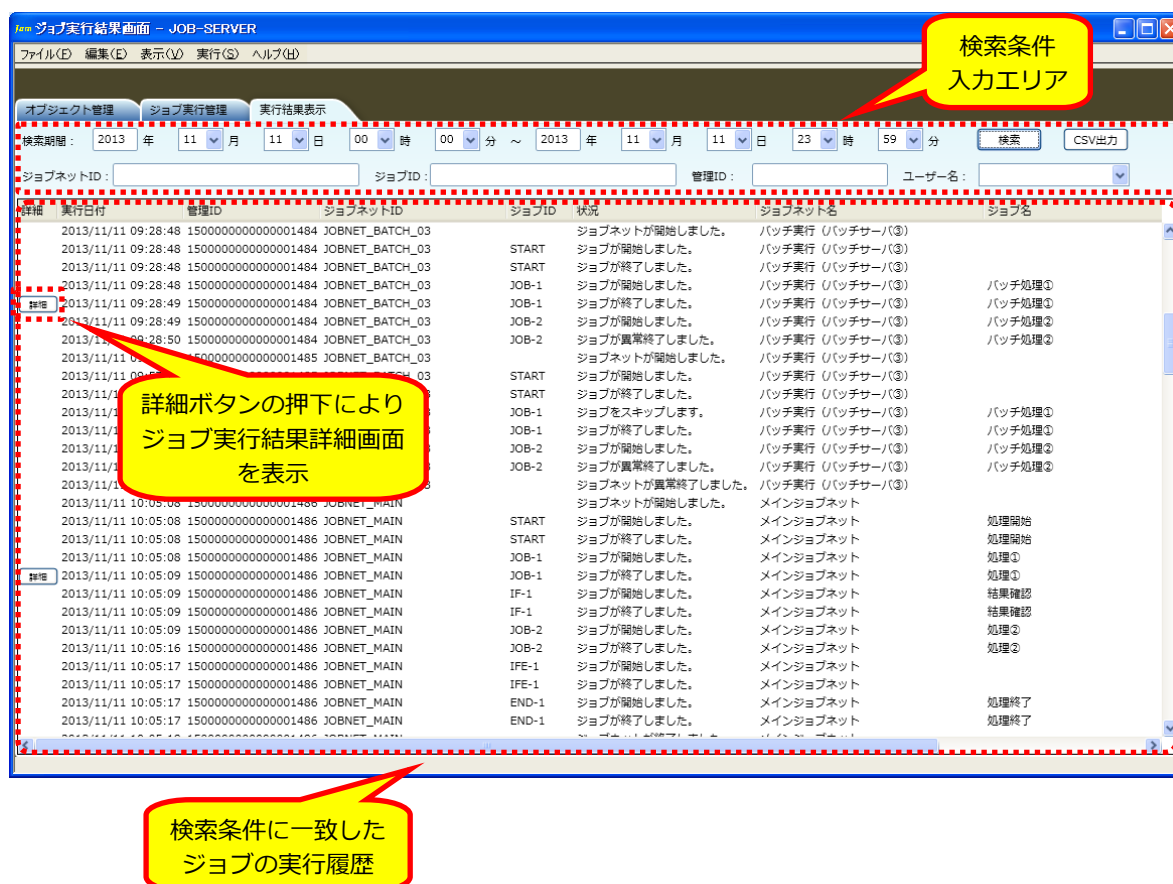 jam ジョブ実行結果画面 - JOB-SERVER
ファイル(F) 編集(E) 表示(V) 実行(S) ヘルプ(H)
検索条件
入力エリア
オブジェクト管理 ジョブ実行管理 実行結果表示
検索期間： 2013 年 11 月 11 日 00 時 00 分 ～ 2013 年 11 月 11 日 23 時 59 分 検索 CSV出力
ジョブネットID： ジョブID： 管理ID： ユーザー名：
詳細 実行日付 管理ID ジョブネットID ジョブID 状況 ジョブネット名 ジョブ名
2013/11/11 09:28:48 1500000000000001484 JOBNET_BATCH_03 ジョブネットが開始しました。 バッチ実行（バッチサーバ③）
2013/11/11 09:28:48 1500000000000001484 JOBNET_BATCH_03 START ジョブが開始しました。 バッチ実行（バッチサーバ③）
2013/11/11 09:28:48 1500000000000001484 JOBNET_BATCH_03 START ジョブが終了しました。 バッチ実行（バッチサーバ③）
2013/11/11 09:28:48 1500000000000001484 JOBNET_BATCH_03 JOB-1 ジョブが開始しました。 バッチ実行（バッチサーバ③） バッチ処理①
詳細 2013/11/11 09:28:49 1500000000000001484 JOBNET_BATCH_03 JOB-1 ジョブが終了しました。 バッチ実行（バッチサーバ③） バッチ処理①
2013/11/11 09:28:49 1500000000000001484 JOBNET_BATCH_03 JOB-2 ジョブが開始しました。 バッチ実行（バッチサーバ③） バッチ処理②
2013/11/11 09:28:50 1500000000000001484 JOBNET_BATCH_03 JOB-2 ジョブが異常終了しました。 バッチ実行（バッチサーバ③） バッチ処理②
2013/11/11 1500000000000001485 JOBNET_BATCH_03 ジョブネットが開始しました。 バッチ実行（バッチサーバ③）
2013/11/11 JOBNET_BATCH_03 START ジョブが開始しました。 バッチ実行（バッチサーバ③）
START ジョブが終了しました。 バッチ実行（バッチサーバ③）
JOB-1 ジョブをスキップします。 バッチ実行（バッチサーバ③） バッチ処理①
JOB-1 ジョブが終了しました。 バッチ実行（バッチサーバ③） バッチ処理①
JOB-2 ジョブが開始しました。 バッチ実行（バッチサーバ③） バッチ処理②
JOB-2 ジョブが異常終了しました。 バッチ実行（バッチサーバ③） バッチ処理②
ジョブネットが異常終了しました。 バッチ実行（バッチサーバ③）
詳細ボタンの押下により
ジョブ実行結果詳細画面
を表示
2013/11/11 10:05:08 1500000000000001486 JOBNET_MAIN ジョブネットが開始しました。 メインジョブネット
2013/11/11 10:05:08 1500000000000001486 JOBNET_MAIN START ジョブが開始しました。 メインジョブネット 処理開始
2013/11/11 10:05:08 1500000000000001486 JOBNET_MAIN START ジョブが終了しました。 メインジョブネット 処理開始
2013/11/11 10:05:08 1500000000000001486 JOBNET_MAIN JOB-1 ジョブが開始しました。 メインジョブネット 処理①
詳細 2013/11/11 10:05:09 1500000000000001486 JOBNET_MAIN JOB-1 ジョブが終了しました。 メインジョブネット 処理①
2013/11/11 10:05:09 1500000000000001486 JOBNET_MAIN IF-1 ジョブが開始しました。 メインジョブネット 結果確認
2013/11/11 10:05:09 1500000000000001486 JOBNET_MAIN IF-1 ジョブが終了しました。 メインジョブネット 結果確認
2013/11/11 10:05:09 1500000000000001486 JOBNET_MAIN JOB-2 ジョブが開始しました。 メインジョブネット 処理②
2013/11/11 10:05:16 1500000000000001486 JOBNET_MAIN JOB-2 ジョブが終了しました。 メインジョブネット 処理②
2013/11/11 10:05:17 1500000000000001486 JOBNET_MAIN IFE-1 ジョブが開始しました。 メインジョブネット
2013/11/11 10:05:17 1500000000000001486 JOBNET_MAIN IFE-1 ジョブが終了しました。 メインジョブネット
2013/11/11 10:05:17 1500000000000001486 JOBNET_MAIN END-1 ジョブが開始しました。 メインジョブネット 処理終了
2013/11/11 10:05:17 1500000000000001486 JOBNET_MAIN END-1 ジョブが終了しました。 メインジョブネット 処理終了
検索条件に一致した
ジョブの実行履歴